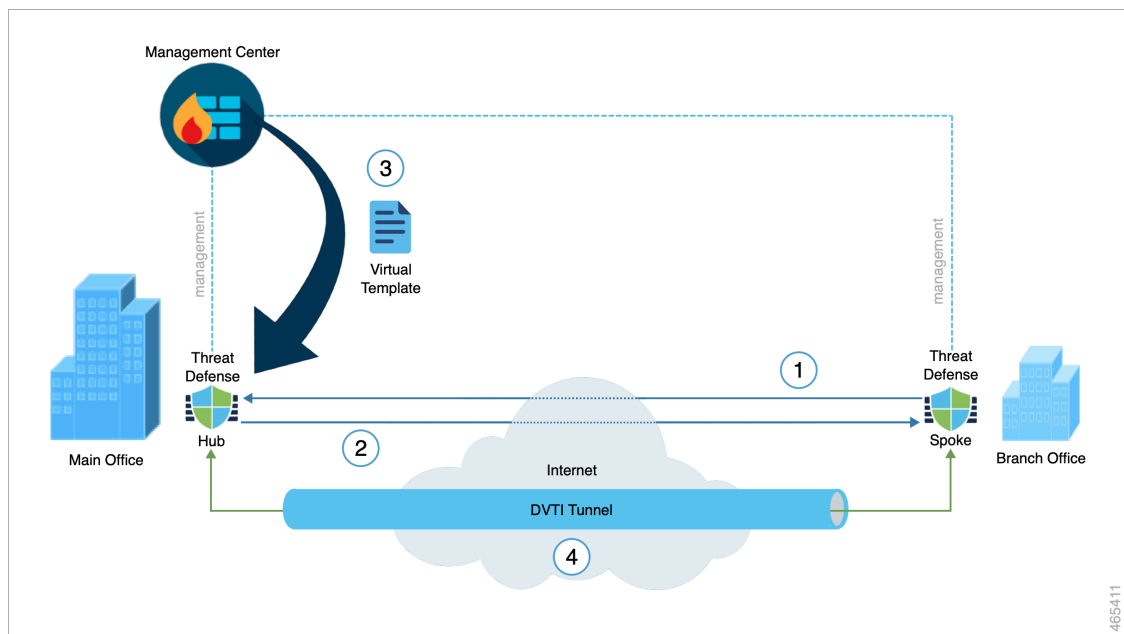 Management Center
3
Virtual
Template
management
management
Threat
Defense
Hub
Main Office
1
Threat
Defense
Spoke
Branch Office
2
Internet
DVTI Tunnel
4
465411